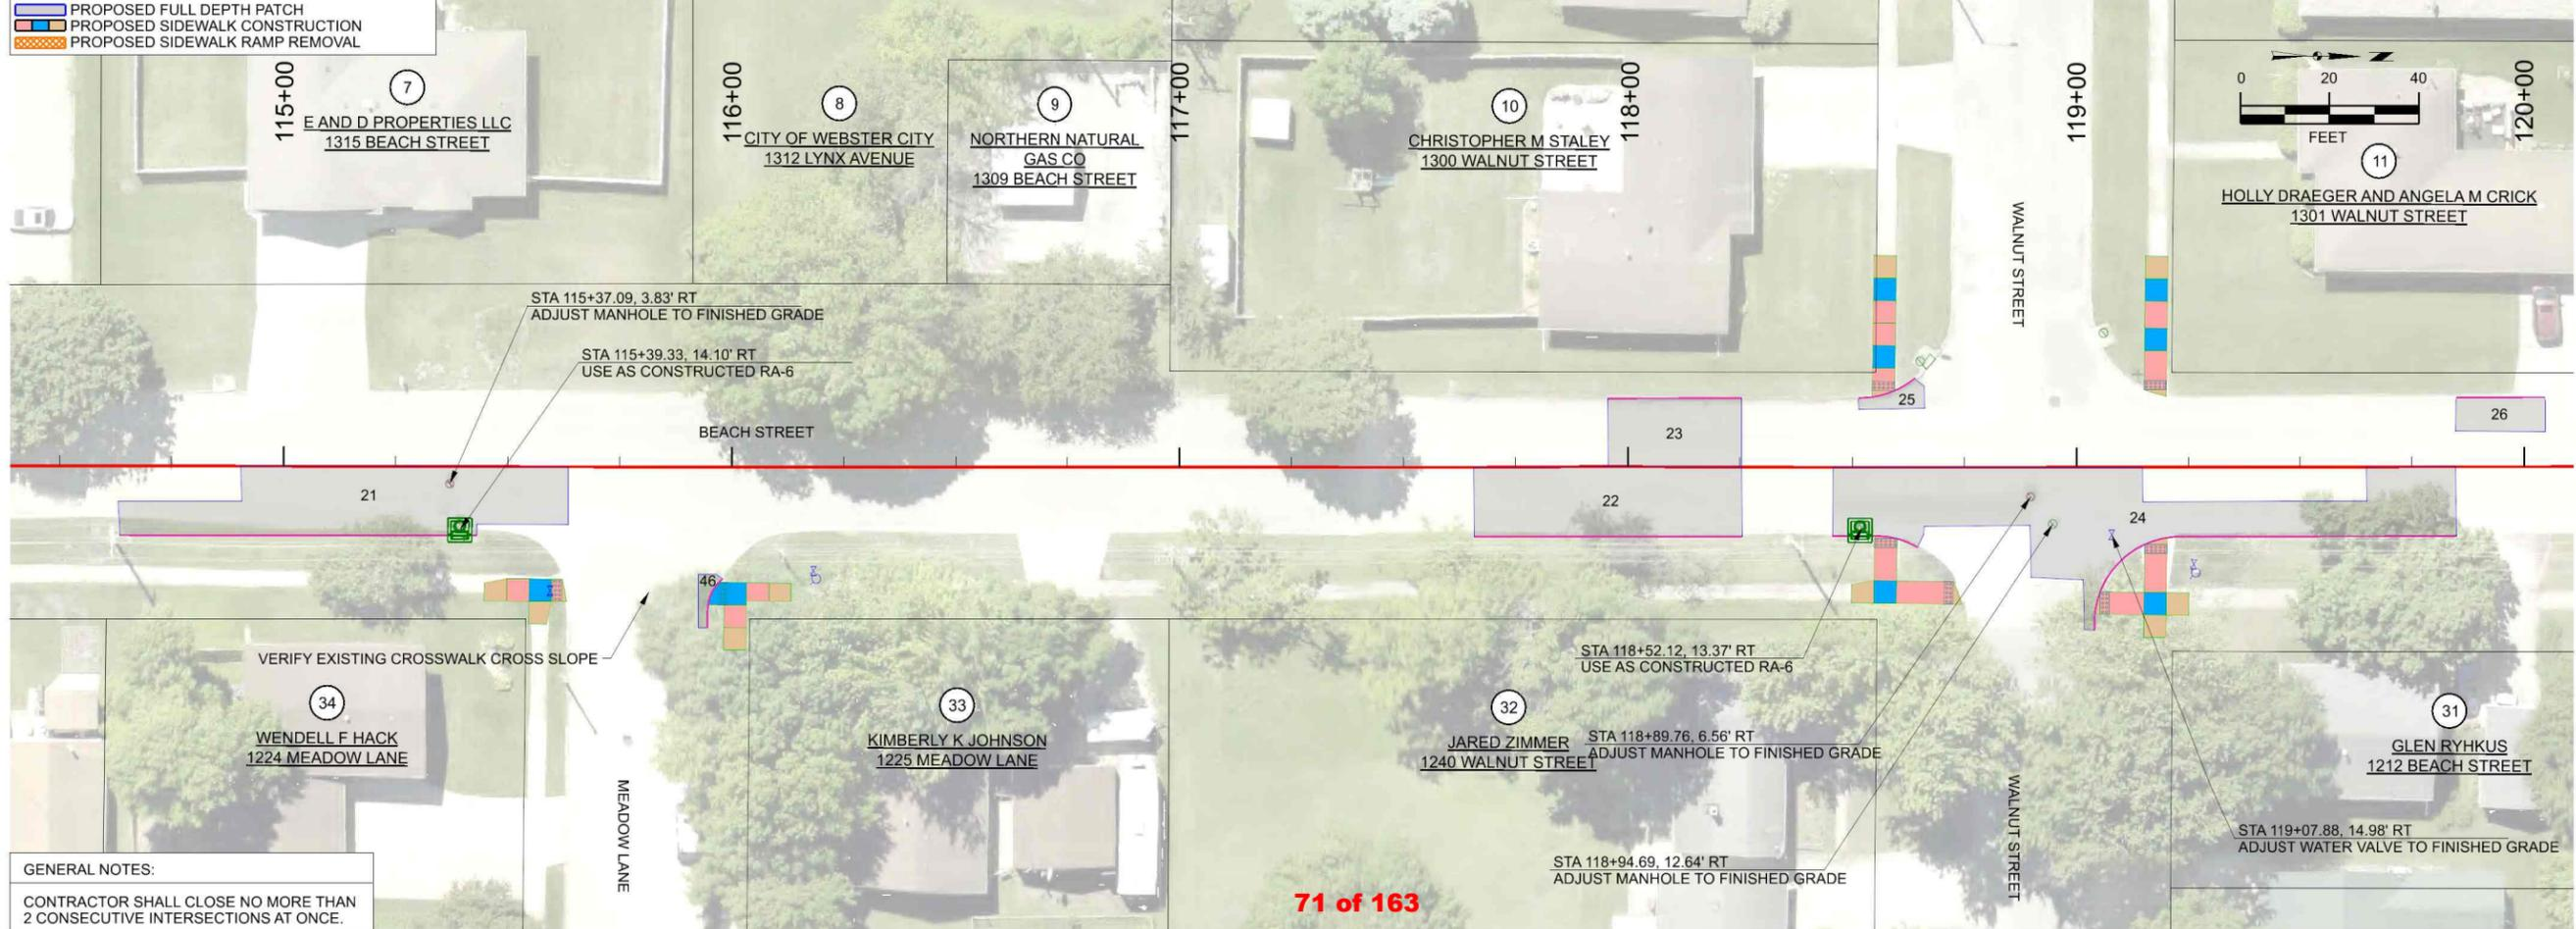 PROPOSED FULL DEPTH PATCH
PROPOSED SIDEWALK CONSTRUCTION
PROPOSED SIDEWALK RAMP REMOVAL
115+00
7
E AND D PROPERTIES LLC
1315 BEACH STREET
116+00
8
CITY OF WEBSTER CITY
1312 LYNX AVENUE
9
NORTHERN NATURAL
GAS CO
1309 BEACH STREET
117+00
10
CHRISTOPHER M STALEY
1300 WALNUT STREET
118+00
WALNUT STREET
119+00
0 20 40
FEET
120+00
11
HOLLY DRAEGER AND ANGELA M CRICK
1301 WALNUT STREET
STA 115+37.09, 3.83' RT
ADJUST MANHOLE TO FINISHED GRADE
STA 115+39.33, 14.10' RT
USE AS CONSTRUCTED RA-6
BEACH STREET
23
25
26
21
22
24
46
VERIFY EXISTING CROSSWALK CROSS SLOPE
34
WENDELL F HACK
1224 MEADOW LANE
MEADOW LANE
33
KIMBERLY K JOHNSON
1225 MEADOW LANE
32
JARED ZIMMER
1240 WALNUT STREET
STA 118+52.12, 13.37' RT
USE AS CONSTRUCTED RA-6
STA 118+89.76, 6.56' RT
ADJUST MANHOLE TO FINISHED GRADE
STA 118+94.69, 12.64' RT
ADJUST MANHOLE TO FINISHED GRADE
WALNUT STREET
31
GLEN RYHKUS
1212 BEACH STREET
STA 119+07.88, 14.98' RT
ADJUST WATER VALVE TO FINISHED GRADE
GENERAL NOTES:
CONTRACTOR SHALL CLOSE NO MORE THAN
2 CONSECUTIVE INTERSECTIONS AT ONCE.
71 of 163